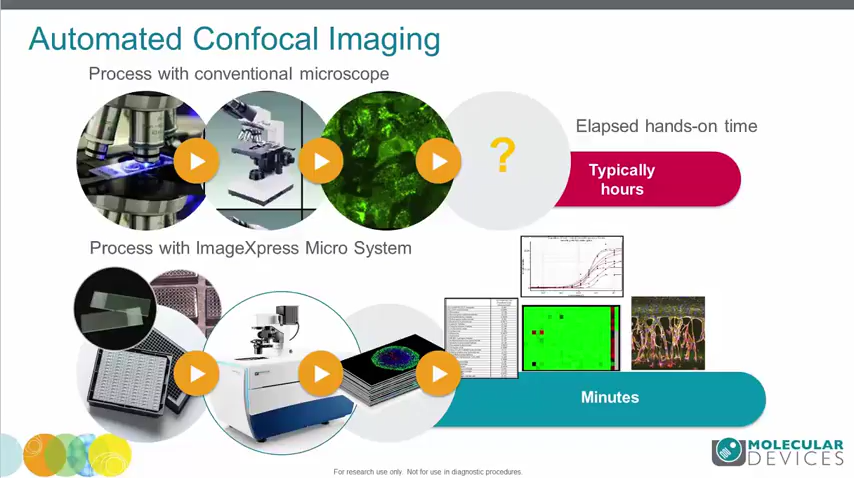 Automated Confocal Imaging
Process with conventional microscope
Elapsed hands-on time
?
Typically
hours
Process with ImageXpress Micro System
Minutes
MOLECULAR
DEVICES
For research use only. Not for use in diagnostic procedures.